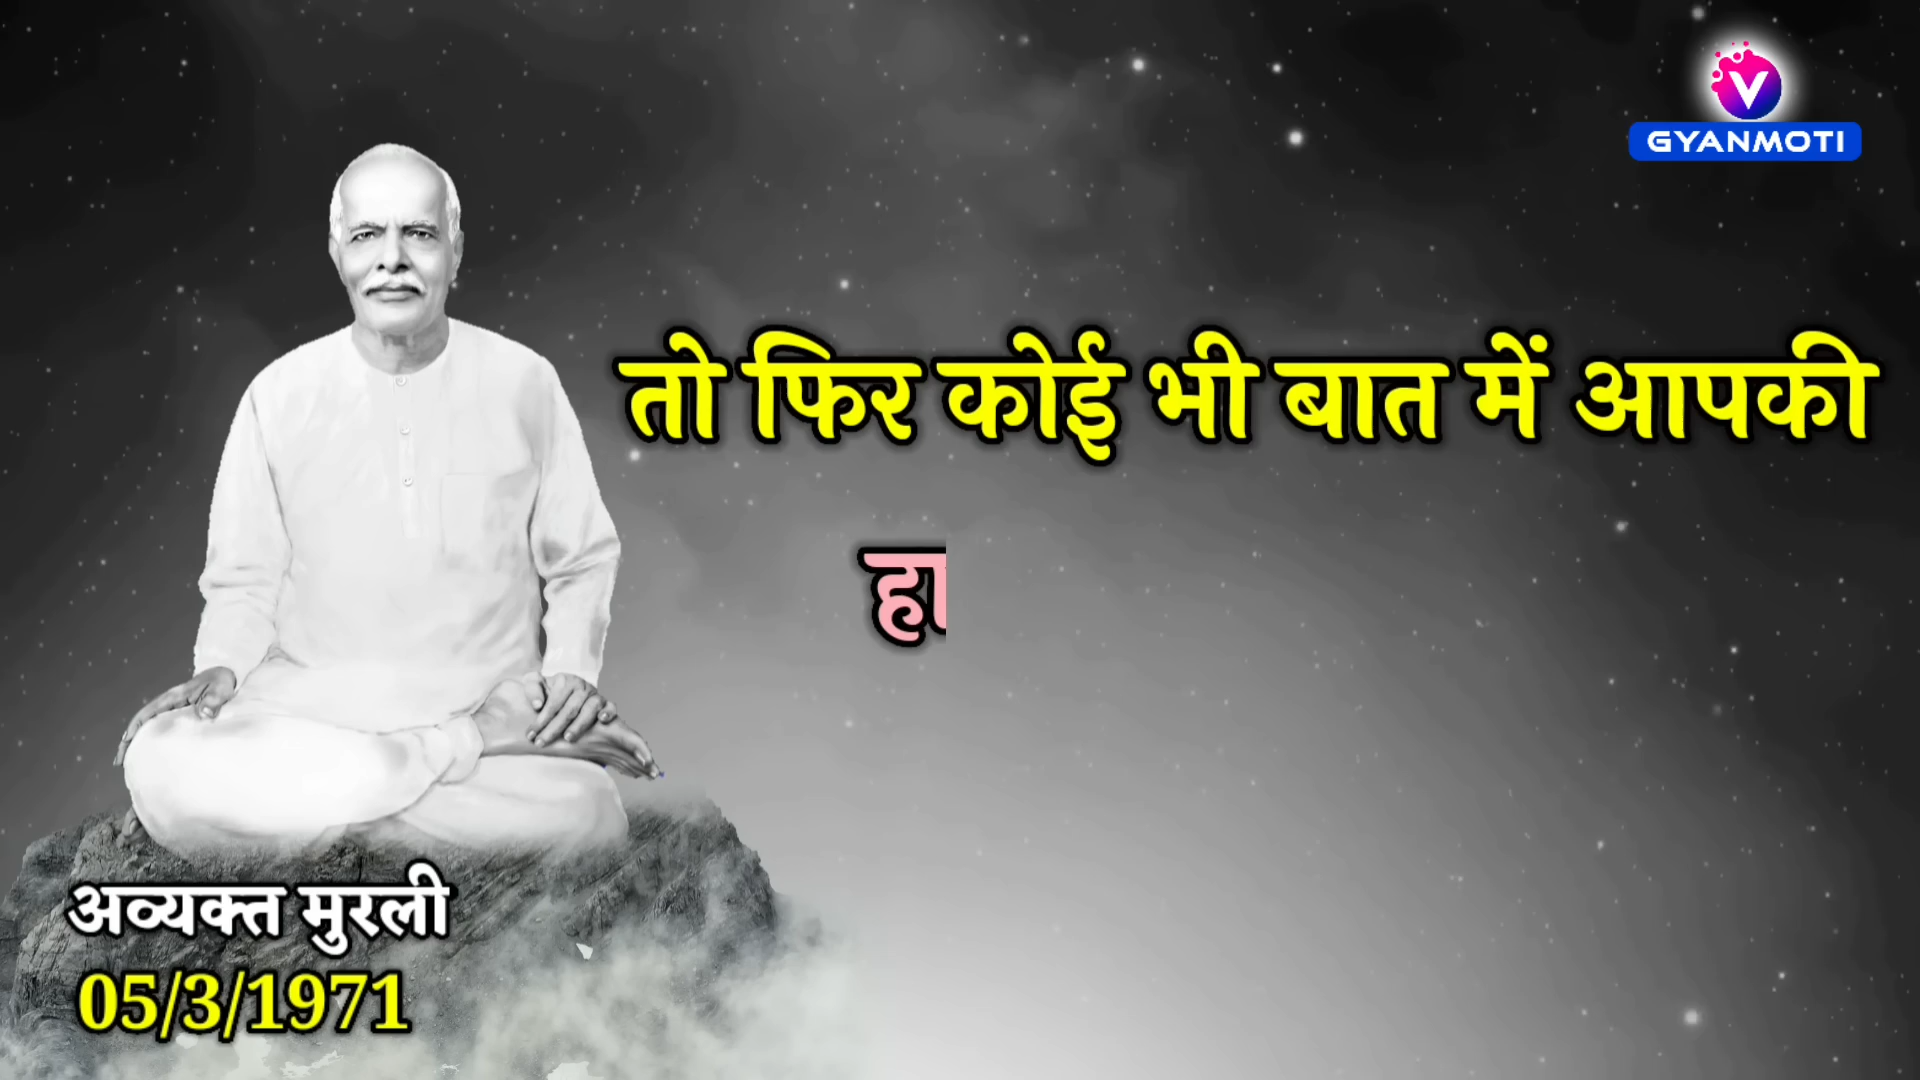 GYANMOTI
तो फिर कोई भी बात में आपकी
अव्यक्त मुरली
05/3/1971